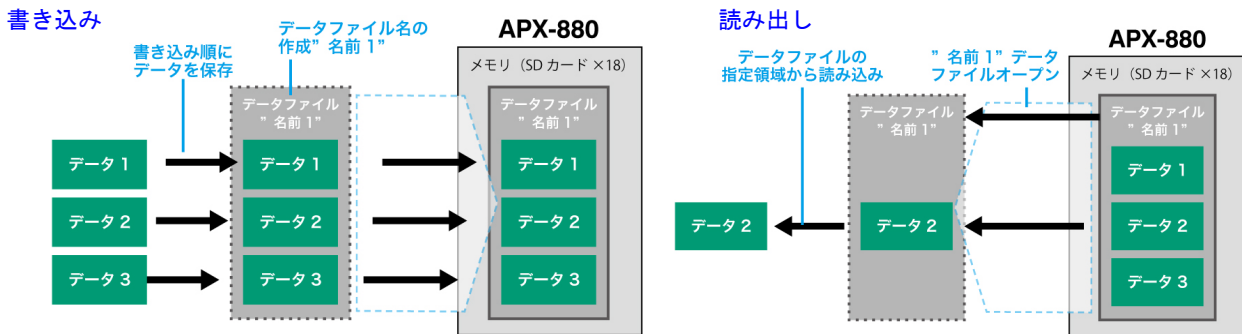 書き込み
書き込み順に
データを保存
データファイル名の
作成”名前 1”
APX-880
メモリ（SD カード ×18）
データファイル
”名前 1”
データファイル
”名前 1”
データ 1
データ 1
データ 1
データ 2
データ 2
データ 2
データ 3
データ 3
データ 3
読み出し
データファイルの
指定領域から読み込み
”名前 1”データ
ファイルオープン
APX-880
メモリ（SD カード ×18）
データファイル
”名前 1”
データファイル
”名前 1”
データ 1
データ 2
データ 2
データ 2
データ 3